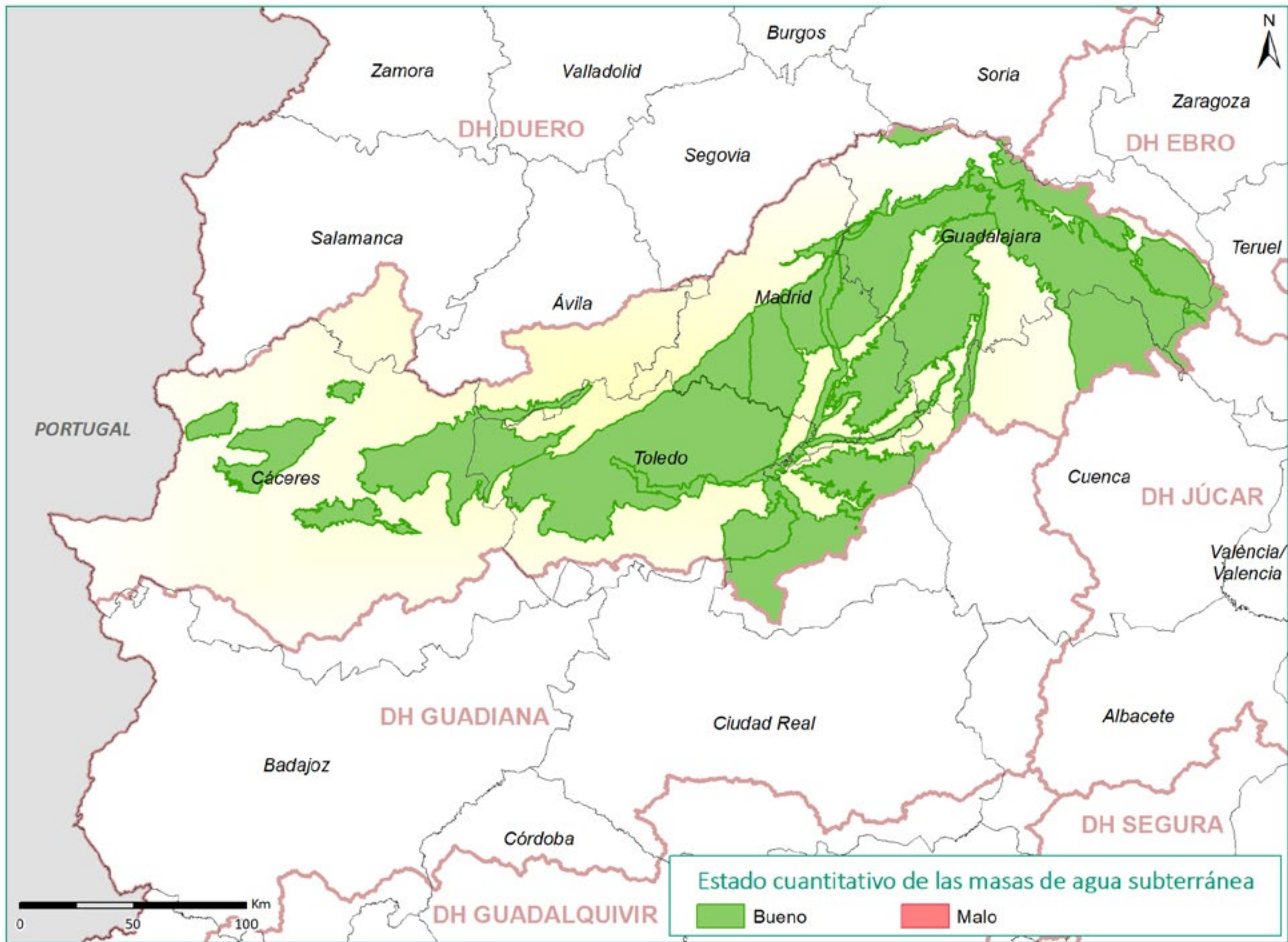 Burgos
N
Zamora
Valladolid
Soria
Zaragoza
DH DUERO
DH EBRO
Segovia
Salamanca
Guadalajara
Teruel
Ávila
Madrid
PORTUGAL
Toledo
Cáceres
Cuenca
DH JÚCAR
València/
Valencia
DH GUADIANA
Ciudad Real
Albacete
Badajoz
Córdoba
DH SEGURA
Estado cuantitativo de las masas de agua subterránea
Bueno
Malo
Km
0 50 100
DH GUADALQUIVIR